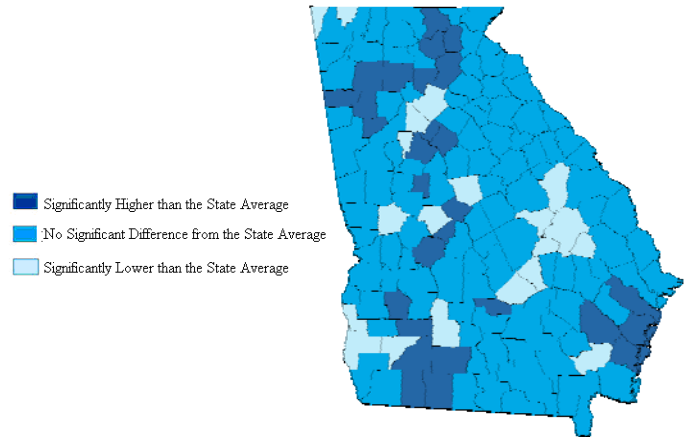 Significantly Higher than the State Average
No Significant Difference from the State Average
Significantly Lower than the State Average